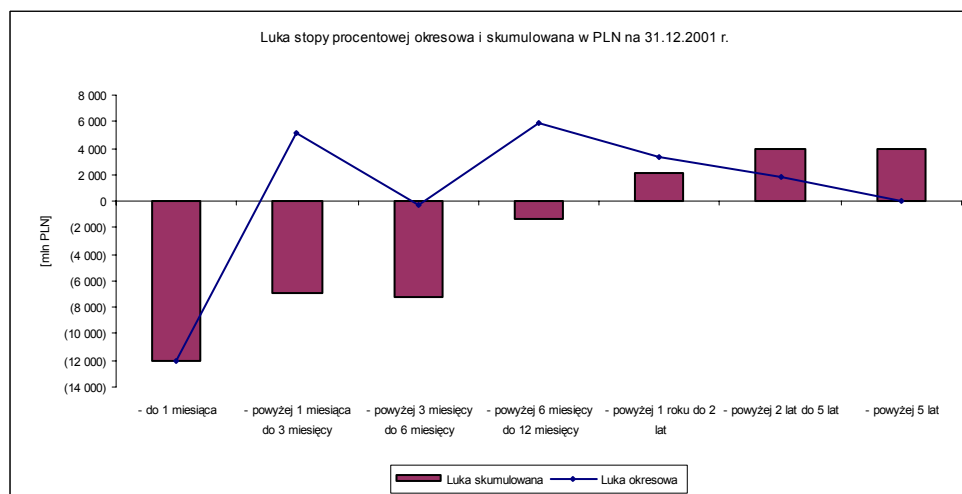 Luka stopy procentowej okresowa i skumulowana w PLN na 31.12.2001 r.
[mln PLN]
8 000
6 000
4 000
2 000
0
(2 000)
(4 000)
(6 000)
(8 000)
(10 000)
(12 000)
(14 000)
- do 1 miesiąca
- powyżej 1 miesiąca
do 3 miesięcy
- powyżej 3 miesięcy
do 6 miesięcy
- powyżej 6 miesięcy
do 12 miesięcy
- powyżej 1 roku do 2
lat
- powyżej 2 lat do 5 lat
- powyżej 5 lat
Luka skumulowana
Luka okresowa